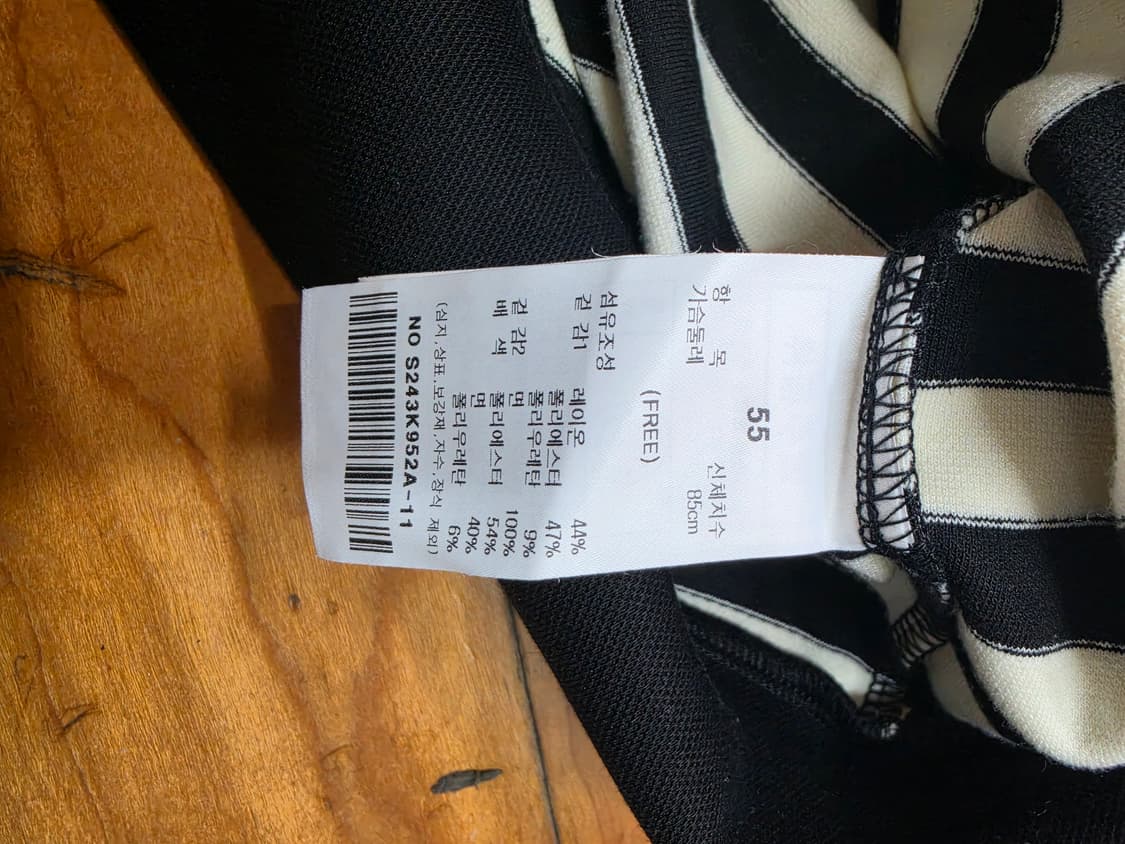 55
항 목 신체치수
가슴둘레 85cm
(FREE)
섬유조성
겉 감1 레이온 44%
폴리에스터 47%
폴리우레탄 9%
겉 감2 면 100%
배 색 폴리에스터 54%
면 40%
폴리우레탄 6%
(심지,상표,보강재,자수,장식 제외)
NO S243K952A-11